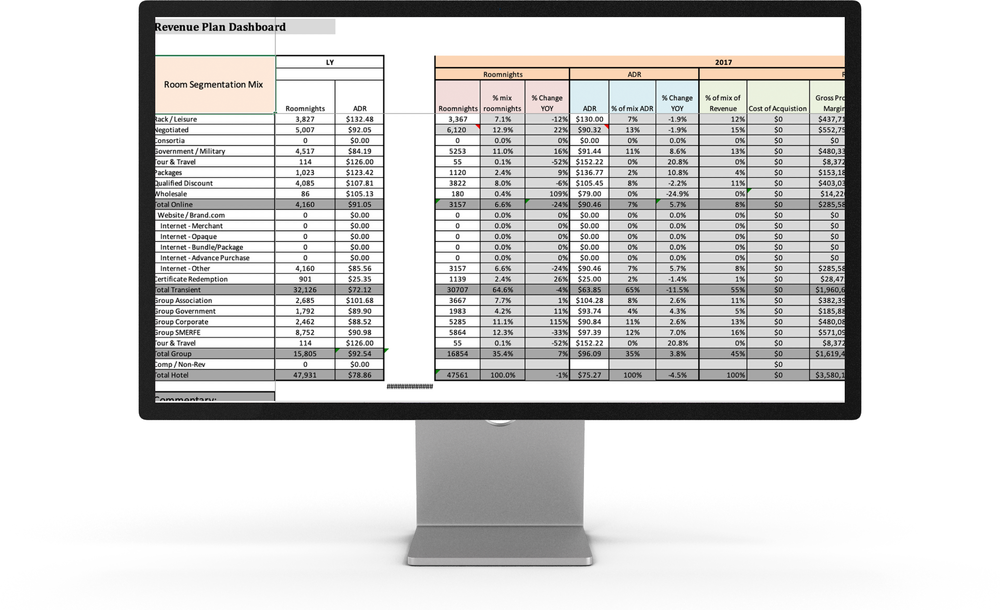 Revenue Plan Dashboard
LY 2017
Roomnights ADR
Room Segmentation Mix
% mix % Change % Change % of mix of Gross Pro
Roomnights ADR Roomnights roomnights YOY ADR % of mix ADR YOY Revenue Cost of Acquistion Margin
Rack / Leisure 3,827 $132.48 3,367 7.1% -12% $130.00 7% -1.9% 12% $0 $437,71
Negotiated 5,007 $92.05 6,120 12.9% 22% $90.32 13% -1.9% 15% $0 $552,75
Consortia 0 $0.00 0 0.0% 0% $0.00 0% 0.0% 0% $0 $0
Government / Military 4,517 $84.19 5253 11.0% 16% $91.44 11% 8.6% 13% $0 $480,33
Tour & Travel 114 $126.00 55 0.1% -52% $152.22 0% 20.8% 0% $0 $8,372
Packages 1,023 $123.42 1120 2.4% 9% $136.77 2% 10.8% 4% $0 $153,18
Qualified Discount 4,085 $107.81 3822 8.0% -6% $105.45 8% -2.2% 11% $0 $403,03
Wholesale 86 $105.13 180 0.4% 109% $79.00 0% -24.9% 0% $0 $14,220
Total Online 4,160 $91.05 3157 6.6% -24% $90.46 7% 5.7% 8% $0 $285,58
Website / Brand.com 0 $0.00 0 0.0% 0% $0.00 0% 0.0% 0% $0 $0
Internet - Merchant 0 $0.00 0 0.0% 0% $0.00 0% 0.0% 0% $0 $0
Internet - Opaque 0 $0.00 0 0.0% 0% $0.00 0% 0.0% 0% $0 $0
Internet - Bundle/Package 0 $0.00 0 0.0% 0% $0.00 0% 0.0% 0% $0 $0
Internet - Advance Purchase 0 $0.00 0 0.0% 0% $0.00 0% 0.0% 0% $0 $0
Internet - Other 4,160 $85.56 3157 6.6% -24% $90.46 7% 5.7% 8% $0 $285,58
Certificate Redemption 901 $25.35 1139 2.4% 26% $25.00 2% -1.4% 1% $0 $28,47
Total Transient 32,126 $72.12 30707 64.6% -4% $63.85 65% -11.5% 55% $0 $1,960,6
Group Association 2,685 $101.68 3667 7.7% 1% $104.28 8% 2.6% 11% $0 $382,39
Group Government 1,792 $89.90 1983 4.2% 11% $93.74 4% 4.3% 5% $0 $185,88
Group Corporate 2,462 $88.52 5285 11.1% 115% $90.84 11% 2.6% 13% $0 $480,08
Group SMERFE 8,752 $90.98 5864 12.3% -33% $97.39 12% 7.0% 16% $0 $571,09
Tour & Travel 114 $126.00 55 0.1% -52% $152.22 0% 20.8% 0% $0 $8,372
Total Group 15,805 $92.54 16854 35.4% 7% $96.09 35% 3.8% 45% $0 $1,619,4
Comp / Non-Rev 0 $0.00 $0
Total Hotel 47,931 $78.86 47561 100.0% -1% $75.27 100% -4.5% 100% $0 $3,580,1
################
Commentary: